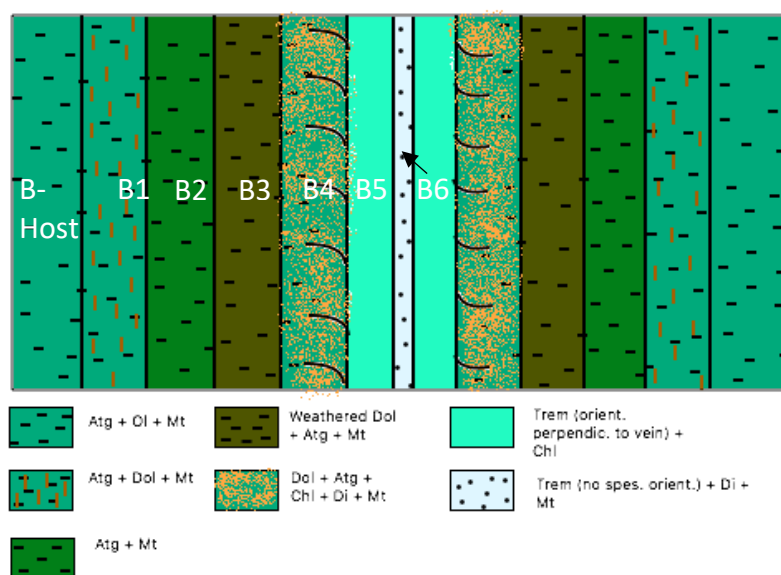 B-
Host
B1
B2
B3
B4
B5
B6
Atg + Ol + Mt
Weathered Dol
+ Atg + Mt
Trem (orient.
perpendic. to vein) +
Chl
Atg + Dol + Mt
Dol + Atg +
Chl + Di + Mt
Trem (no spes. orient.) + Di +
Mt
Atg + Mt